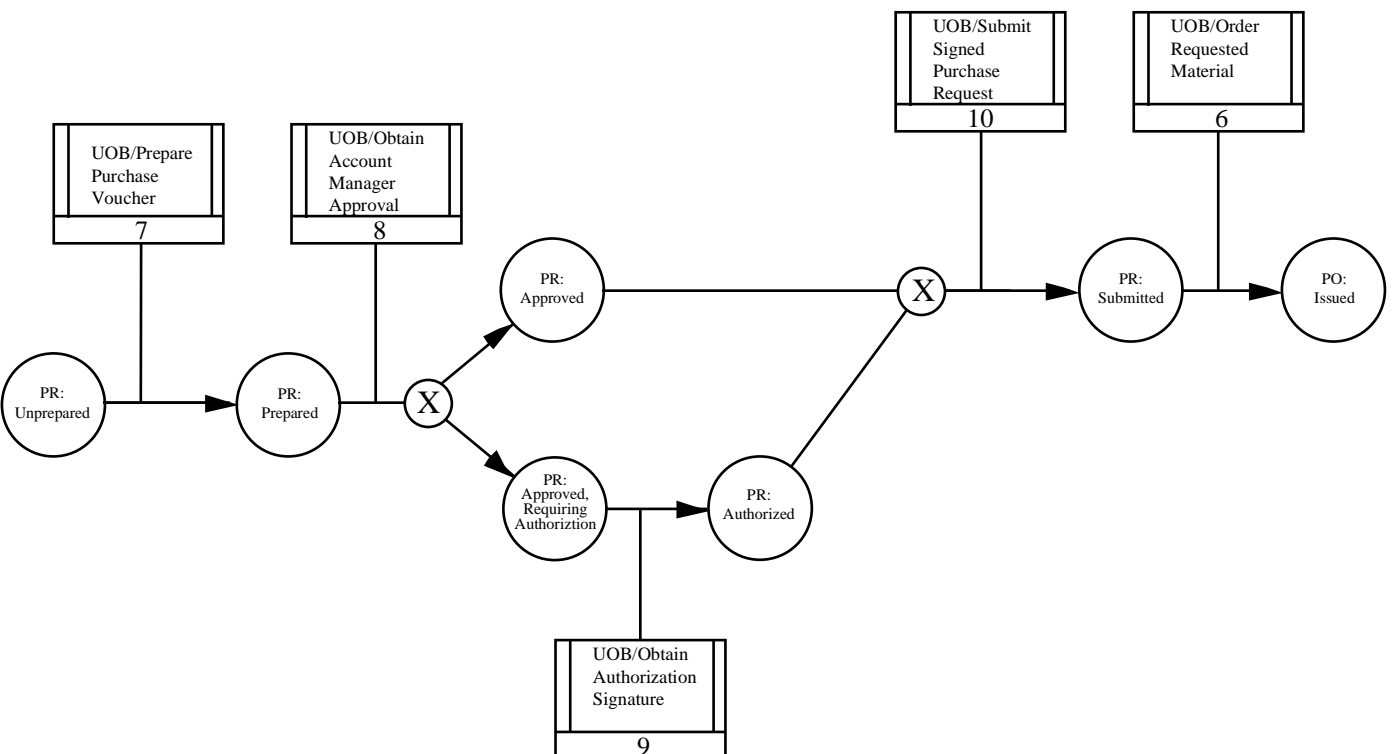 UOB/Submit
Signed
Purchase
Request
10
UOB/Order
Requested
Material
6
UOB/Prepare
Purchase
Voucher
7
UOB/Obtain
Account
Manager
Approval
8
PR:
Approved
X
PR:
Submitted
PO:
Issued
PR:
Unprepared
PR:
Prepared
X
PR:
Approved,
Requiring
Authoriztion
PR:
Authorized
UOB/Obtain
Authorization
Signature
9